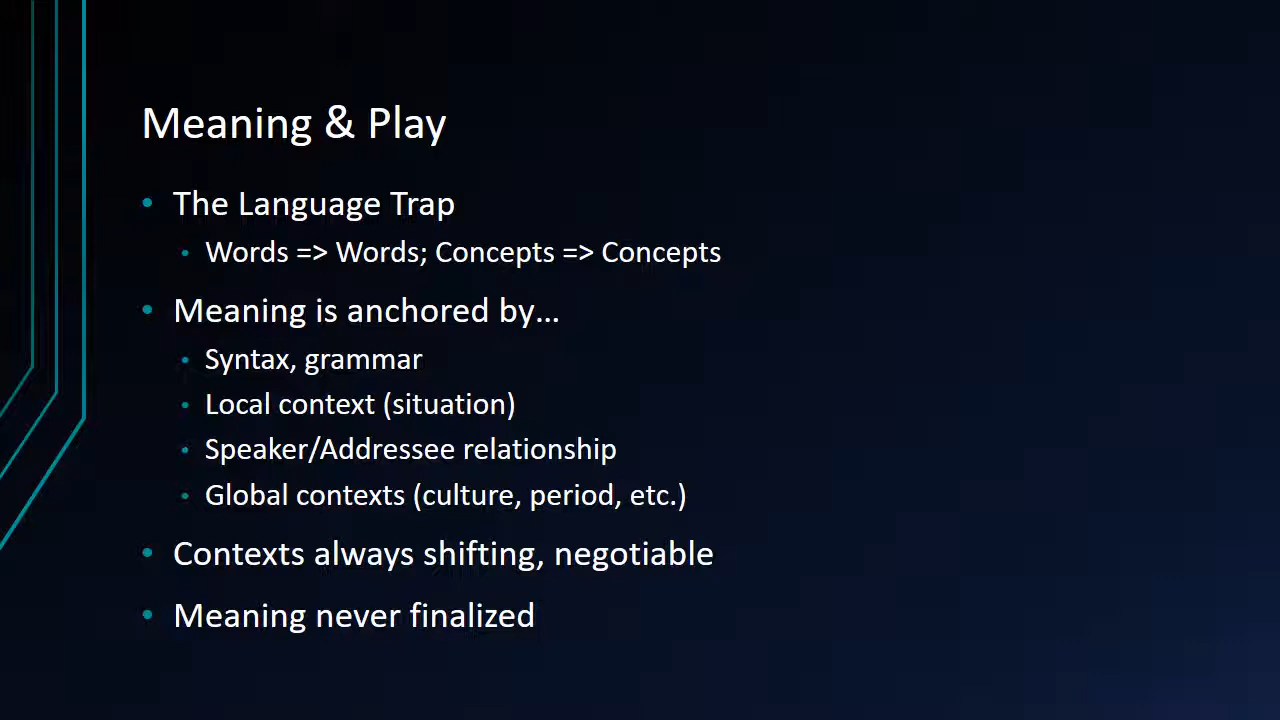 Meaning & Play
• The Language Trap
• Words => Words; Concepts => Concepts
• Meaning is anchored by…
• Syntax, grammar
• Local context (situation)
• Speaker/Addressee relationship
• Global contexts (culture, period, etc.)
• Contexts always shifting, negotiable
• Meaning never finalized